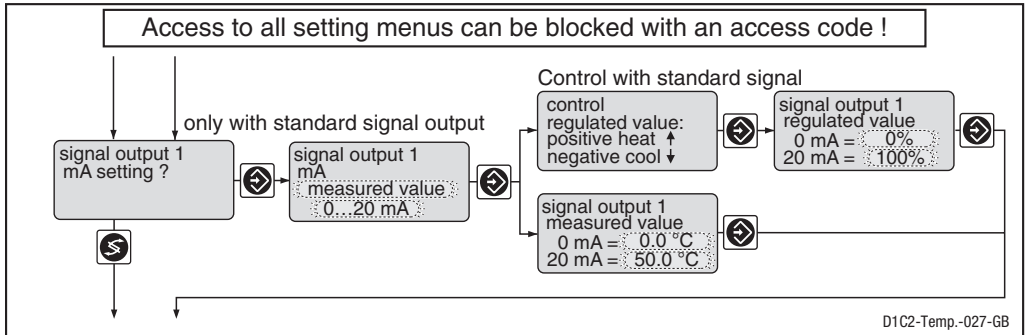 Access to all setting menus can be blocked with an access code !
Control with standard signal
only with standard signal output
signal output 1
mA setting ?
signal output 1
mA
measured value
0...20 mA
control
regulated value:
positive heat ↑
negative cool ↓
signal output 1
regulated value
0 mA = 0%
20 mA = 100%
signal output 1
measured value
0 mA = 0.0 °C
20 mA = 50.0 °C
D1C2-Temp.-027-GB